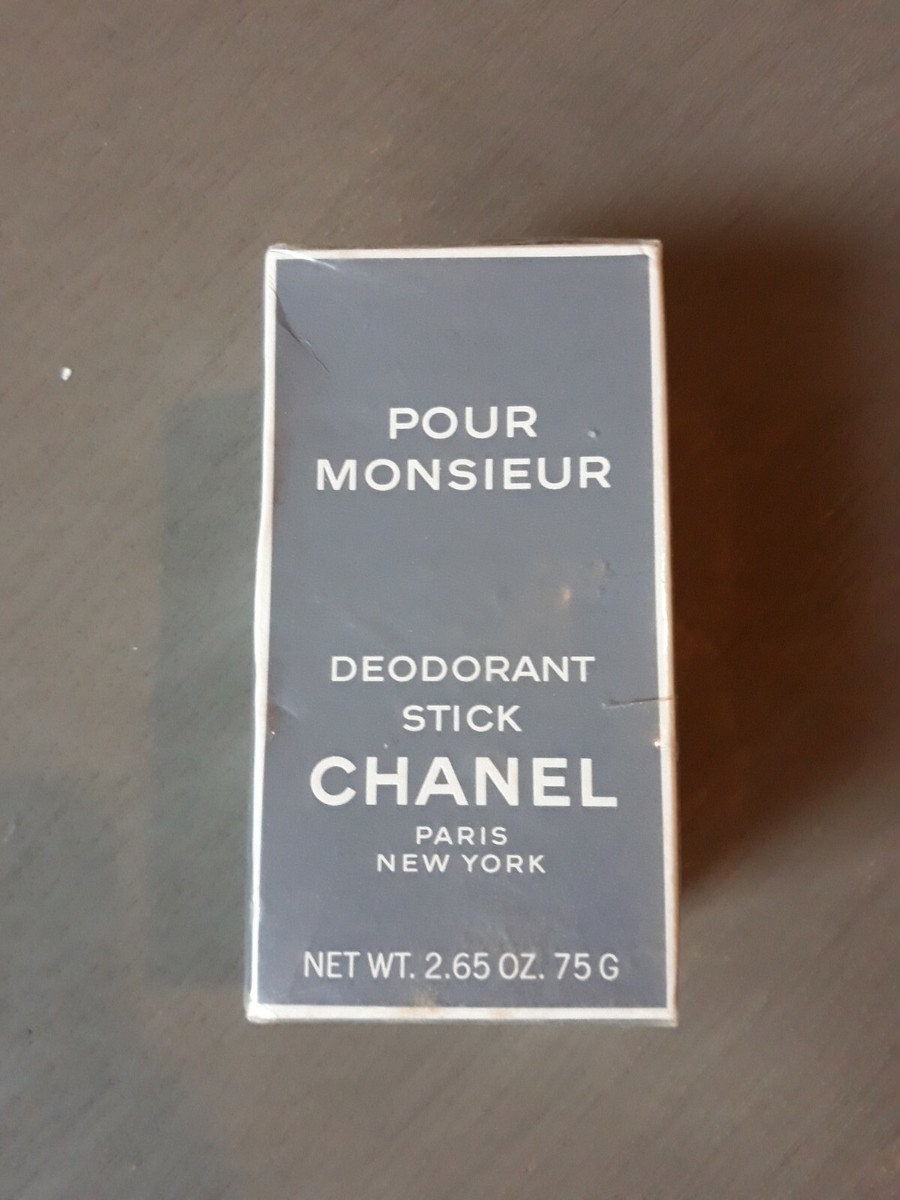 POUR
MONSIEUR
DEODORANT
STICK
CHANEL
PARIS
NEW YORK
NET WT. 2.65 OZ. 75 G